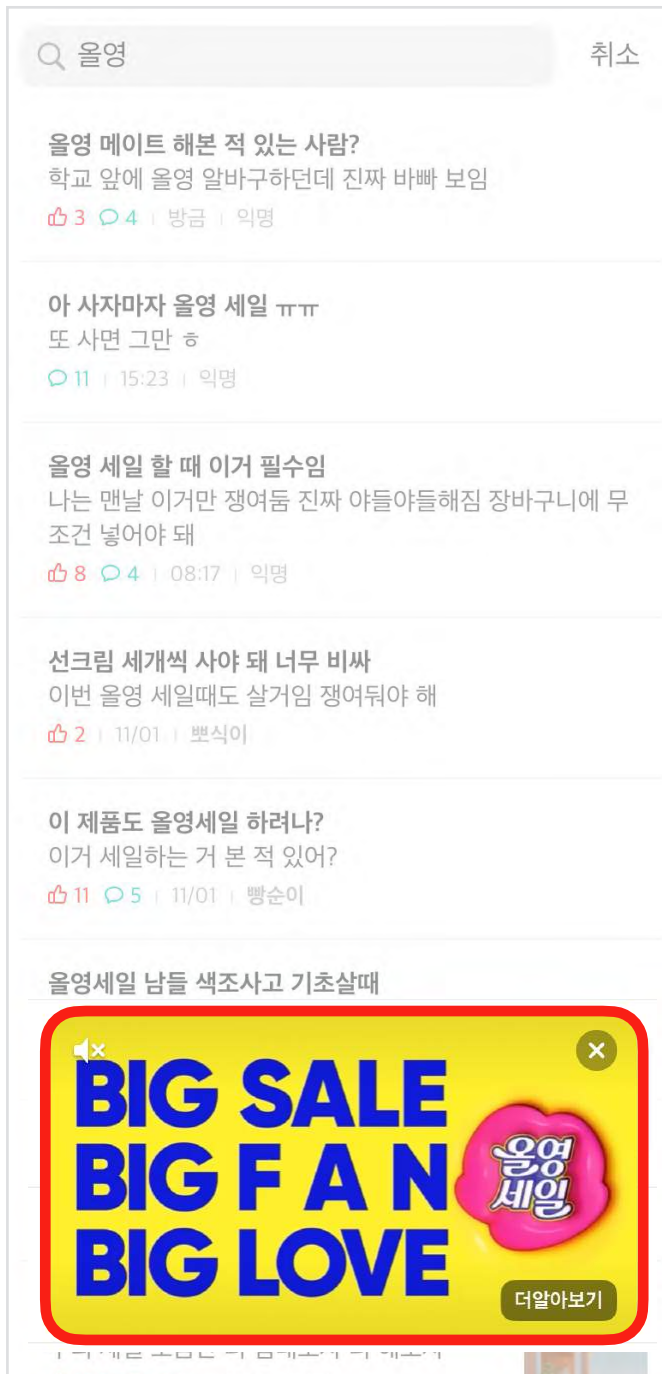 올영
취소
올영 메이트 해본 적 있는 사람?
학교 앞에 올영 알바구하던데 진짜 바빠 보임
3 4 | 방금 | 익명
아 사자마자 올영 세일 ㅠㅠ
또 사면 그만 ㅎ
11 | 15:23 | 익명
올영 세일 할 때 이거 필수임
나는 맨날 이거만 쟁여둠 진짜 야들야들해짐 장바구니에 무
조건 넣어야 돼
8 4 | 08:17 | 익명
선크림 세개씩 사야 돼 너무 비싸
이번 올영 세일때도 살거임 쟁여둬야 해
2 | 11/01 | 뽀식이
이 제품도 올영세일 하려나?
이거 세일하는 거 본 적 있어?
11 5 | 11/01 | 빵순이
올영세일 남들 색조사고 기초살때
BIG SALE
BIG FAN
BIG LOVE
올영
세일
더알아보기